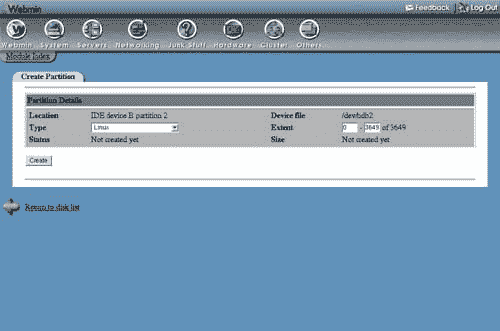 Webmin
Feedback Log Out
Webmin System Servers Networking Junk Stuff Hardware Cluster Others
Module Index
Create Partition
Partition Details
Location IDE device B partition 2 Device file /dev/hdb2
Type Linux Extent 0 - 3649 of 3649
Status Not created yet Size Not created yet
Create
Return to disk list